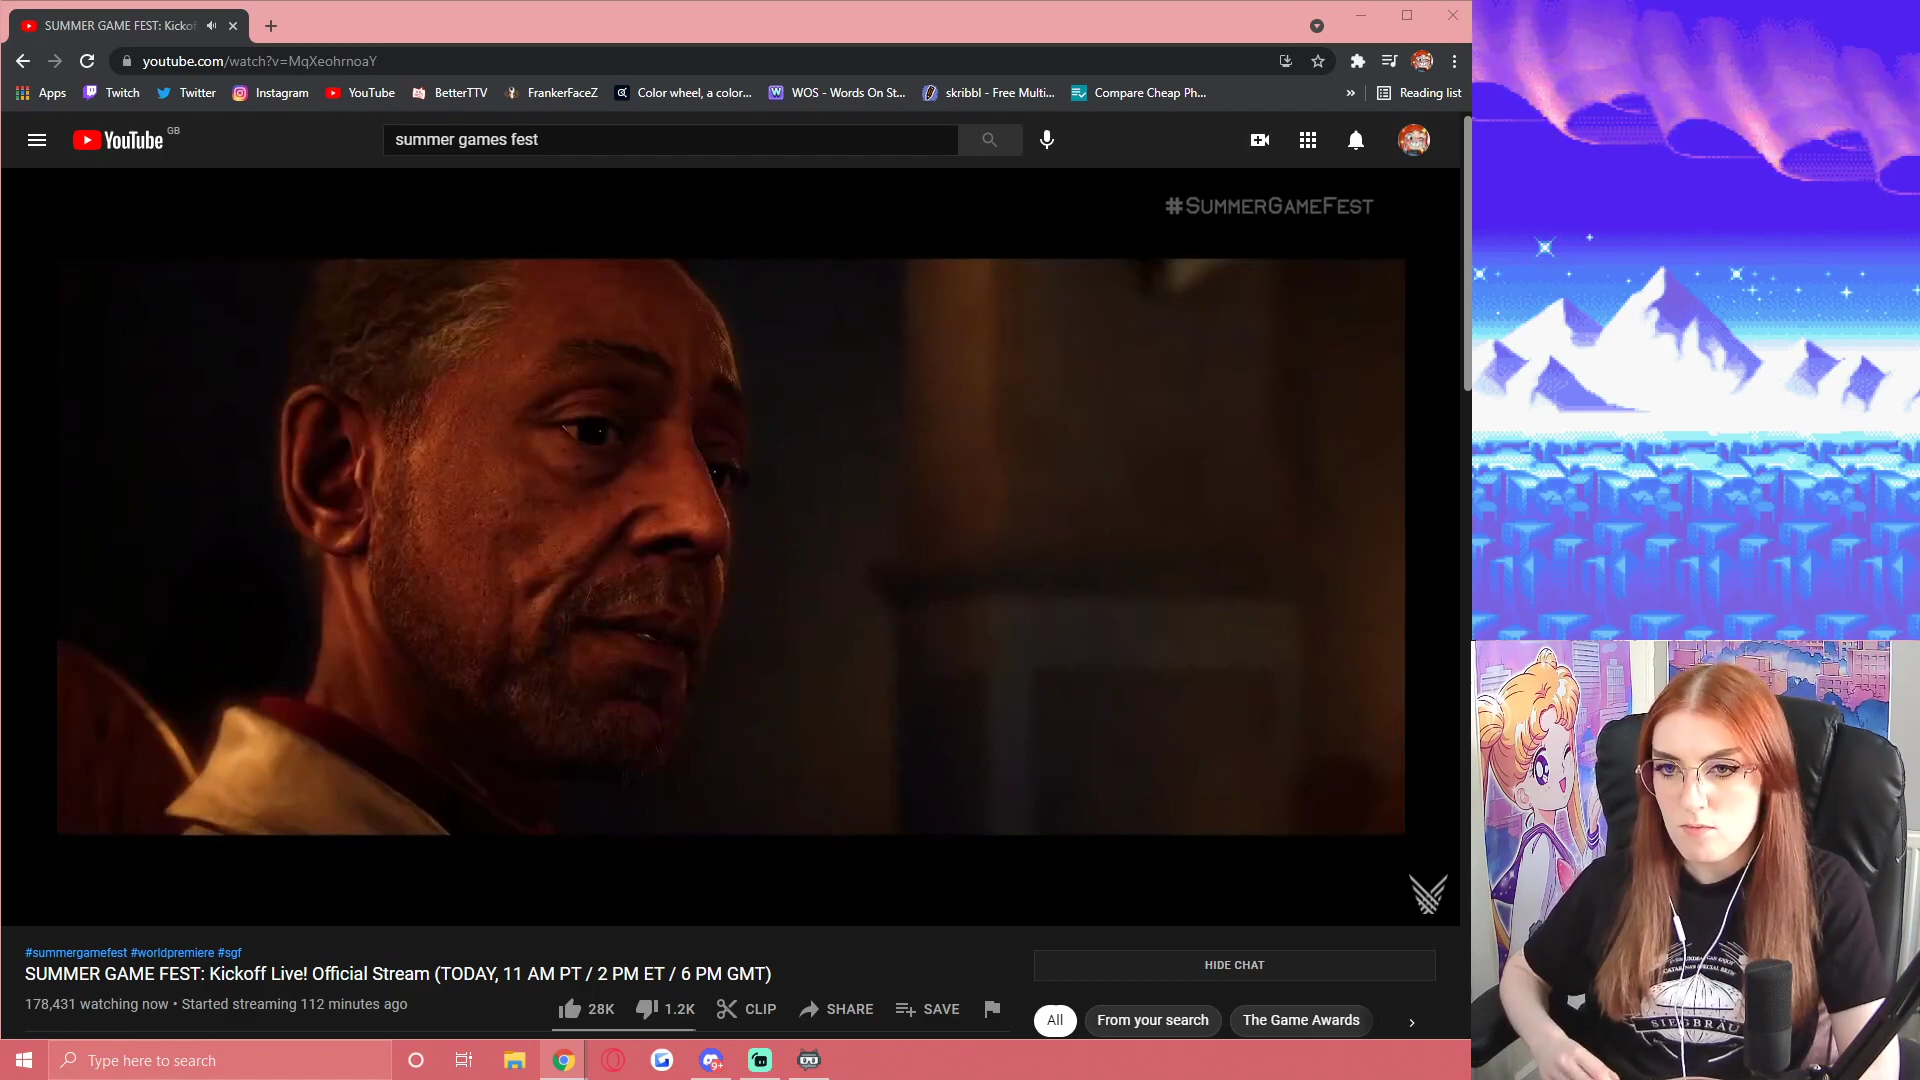 SUMMER GAME FEST: Kickof
youtube.com/watch?v=MqXeohrnoaY
Apps Twitch Twitter Instagram YouTube BetterTTV FrankerFaceZ Color wheel, a color... WOS - Words On St... skribbl - Free Multi... Compare Cheap Ph... » Reading list
YouTube GB
summer games fest
#SUMMERGAMEFEST
#summergamefest #worldpremiere #sgf
SUMMER GAME FEST: Kickoff Live! Official Stream (TODAY, 11 AM PT / 2 PM ET / 6 PM GMT)
178,431 watching now • Started streaming 112 minutes ago
28K 1.2K CLIP SHARE SAVE
HIDE CHAT
All From your search The Game Awards
SIEGBRÄU
Type here to search
9+